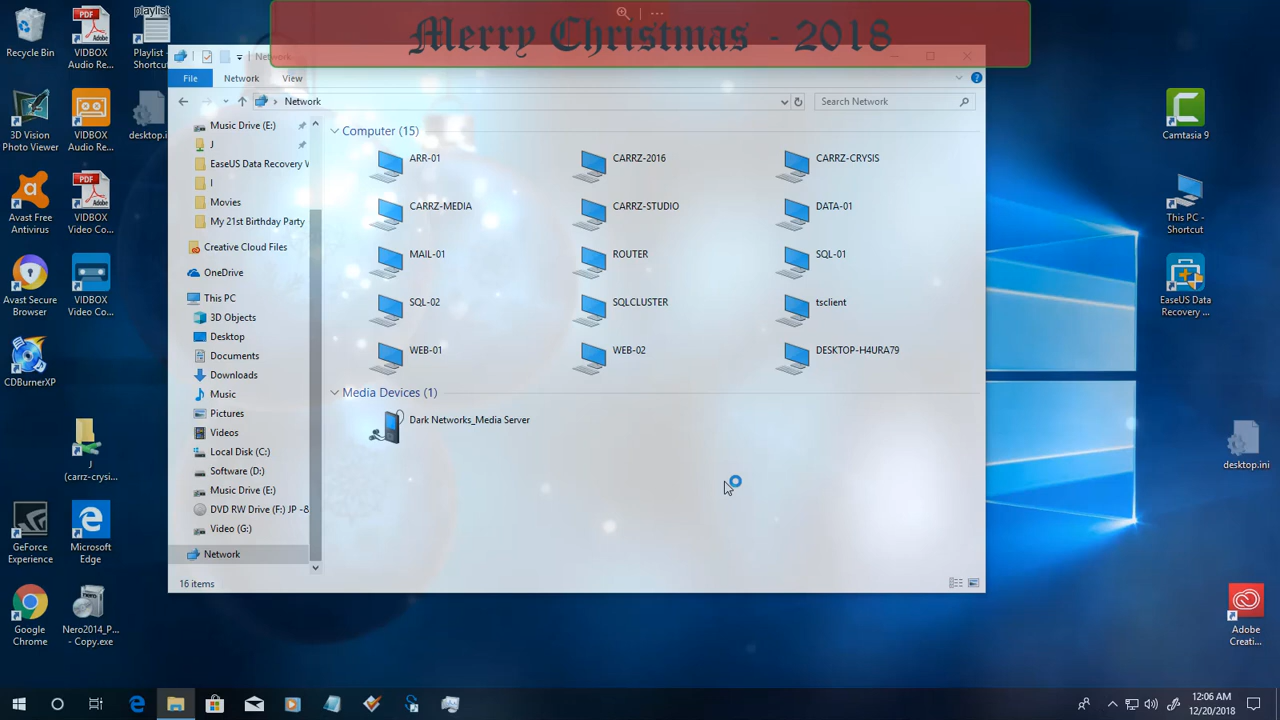 Merry Christmas - 2018
Recycle Bin
VIDBOX
Audio Re...
playlist
Playlist -
Shortcut
3D Vision
Photo Viewer
VIDBOX
Audio Re...
desktop.ini
Avast Free
Antivirus
VIDBOX
Video Co...
Avast Secure
Browser
VIDBOX
Video Co...
CDBurnerXP
J
(carrz-crysi...
GeForce
Experience
Microsoft
Edge
Google
Chrome
Nero2014_P...
- Copy.exe
Network
File
Network
View
Network
Search Network
Music Drive (E:)
J
EaseUS Data Recovery W
I
Movies
My 21st Birthday Party
Creative Cloud Files
OneDrive
This PC
3D Objects
Desktop
Documents
Downloads
Music
Pictures
Videos
Local Disk (C:)
Software (D:)
Music Drive (E:)
DVD RW Drive (F:) JP -8
Video (G:)
Network
Computer (15)
ARR-01
CARRZ-2016
CARRZ-CRYSIS
CARRZ-MEDIA
CARRZ-STUDIO
DATA-01
MAIL-01
ROUTER
SQL-01
SQL-02
SQLCLUSTER
tsclient
WEB-01
WEB-02
DESKTOP-H4URA79
Media Devices (1)
Dark Networks_Media Server
16 items
Camtasia 9
This PC -
Shortcut
EaseUS Data
Recovery ...
desktop.ini
Adobe
Creati...
12:06 AM
12/20/2018